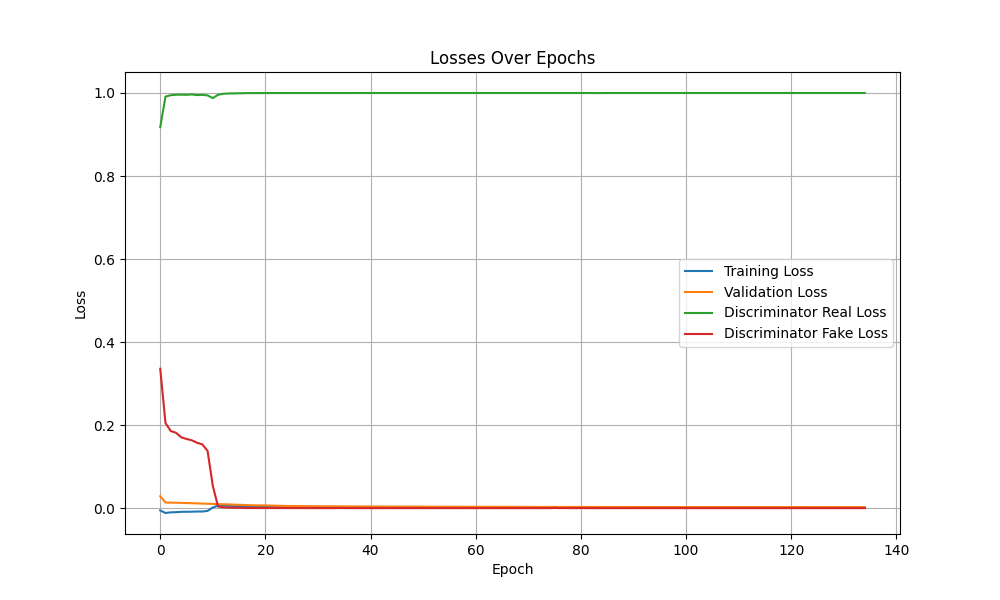 Losses Over Epochs
1.0
0.8
0.6
0.4
0.2
0.0
Loss
Training Loss
Validation Loss
Discriminator Real Loss
Discriminator Fake Loss
0 20 40 60 80 100 120 140
Epoch